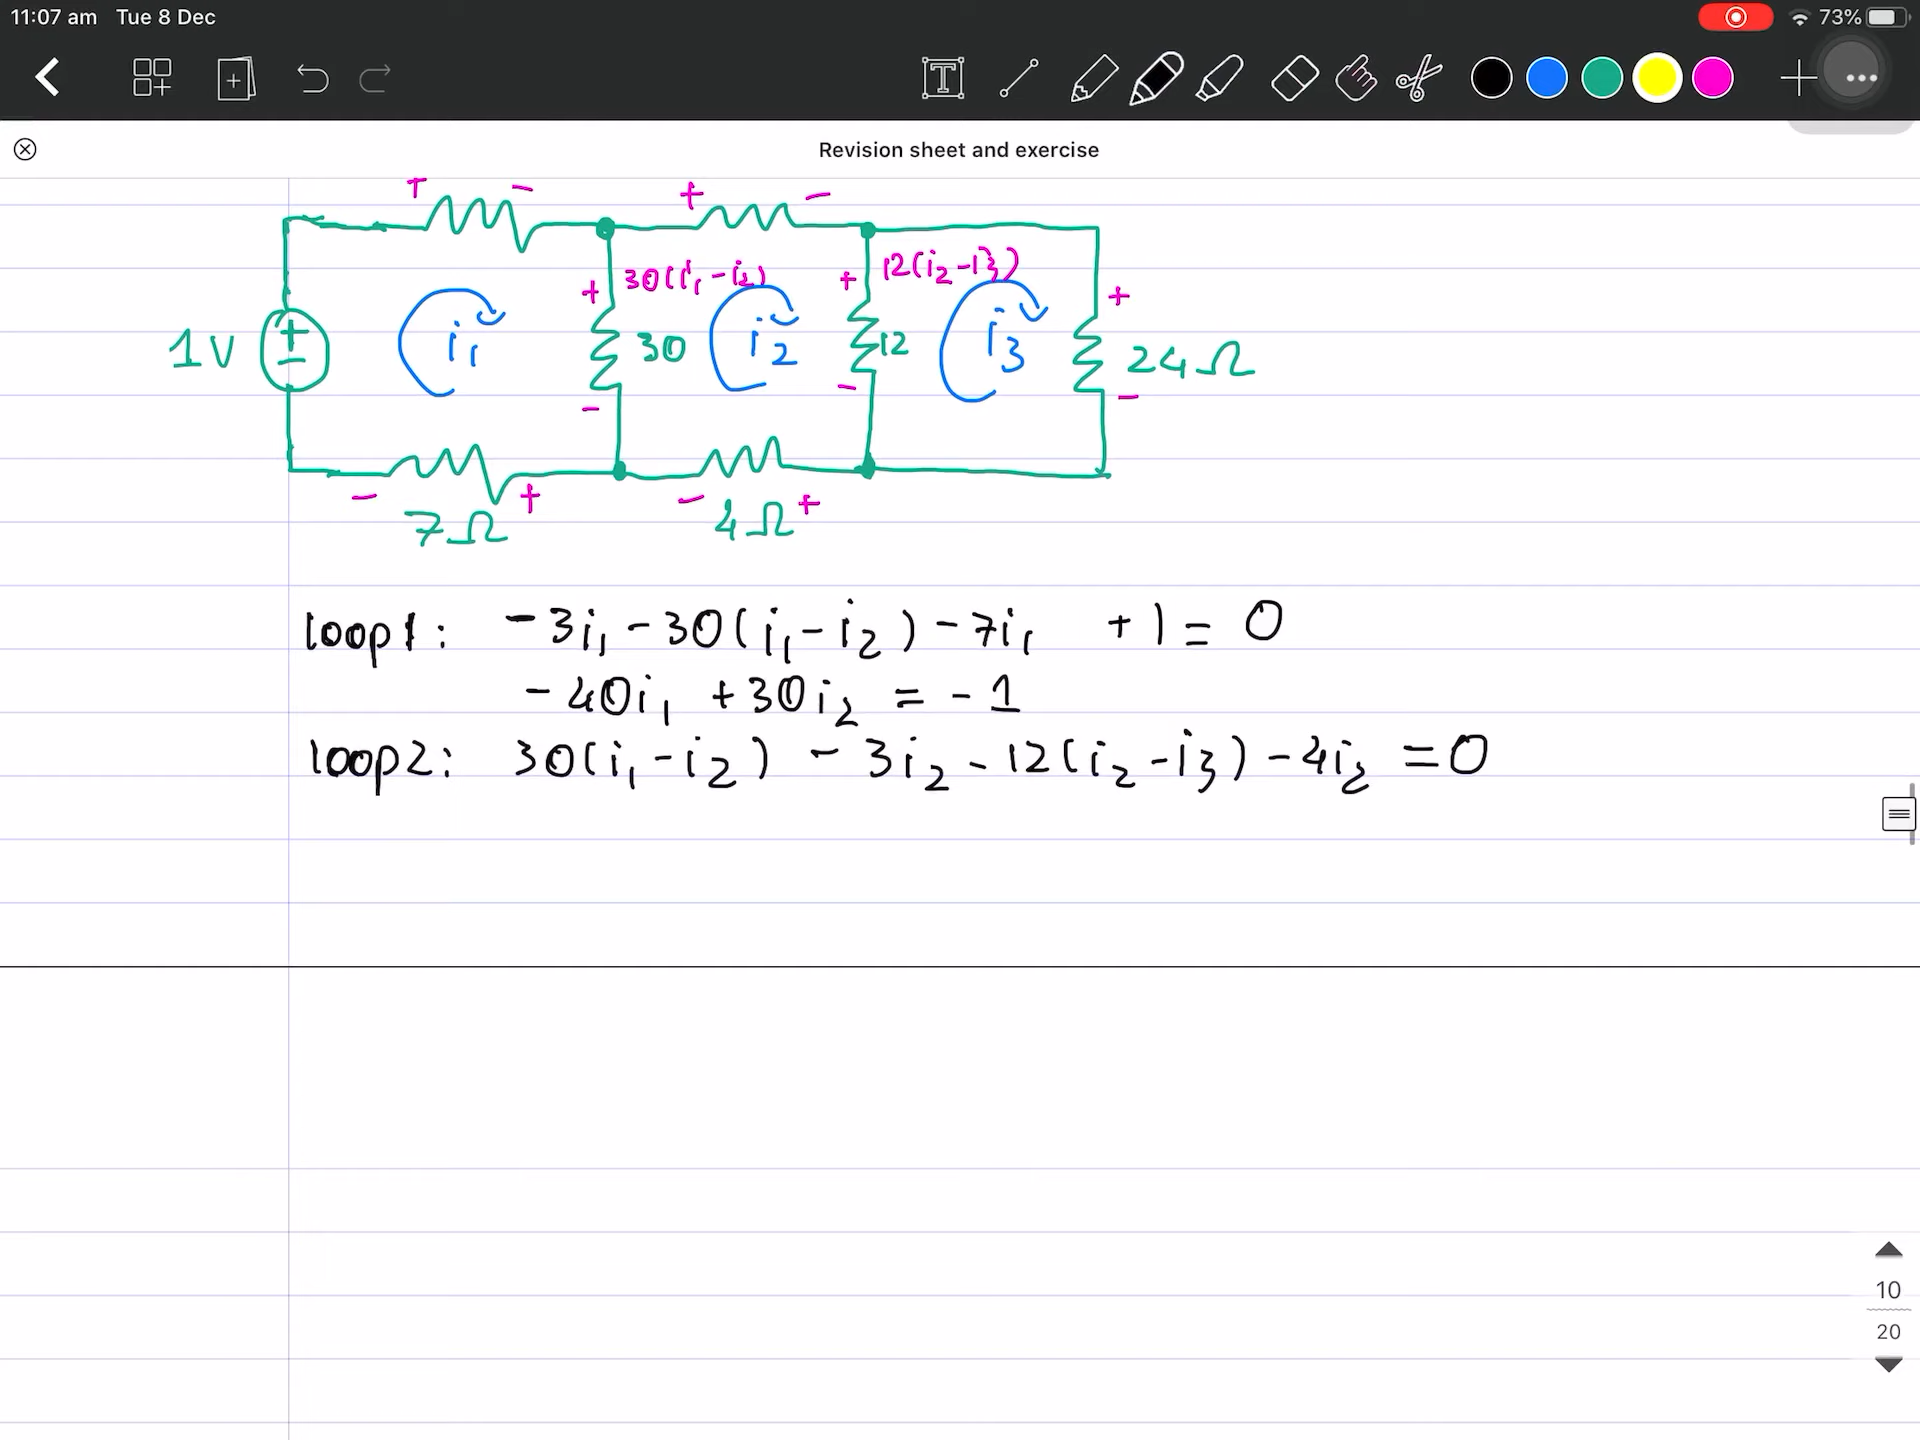 11:07 am Tue 8 Dec
73%
T
Revision sheet and exercise
+ - + -
30(i₁-i₂) 12(i₂-i3)
+ + +
1V + - i₁ 30 i₂ 12 i3 24Ω
- - -
- + - +
7Ω 4Ω
loop1: -3i₁-30(i₁-i₂)-7i₁ +1=0
-40i₁ +30i₂ = -1
loop2: 30(i₁-i₂) - 3i₂-12(i₂-i3)-4i₂ =0
10
20